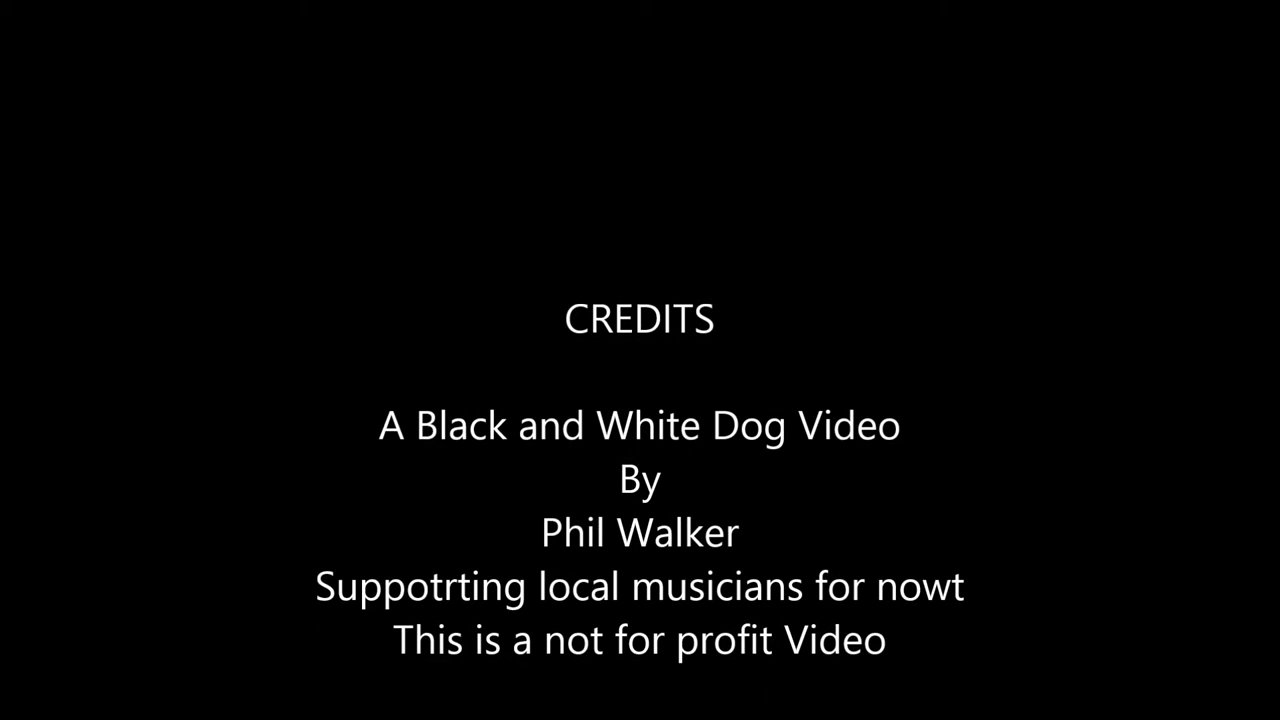 CREDITS
A Black and White Dog Video
By
Phil Walker
Suppotrting local musicians for nowt
This is a not for profit Video